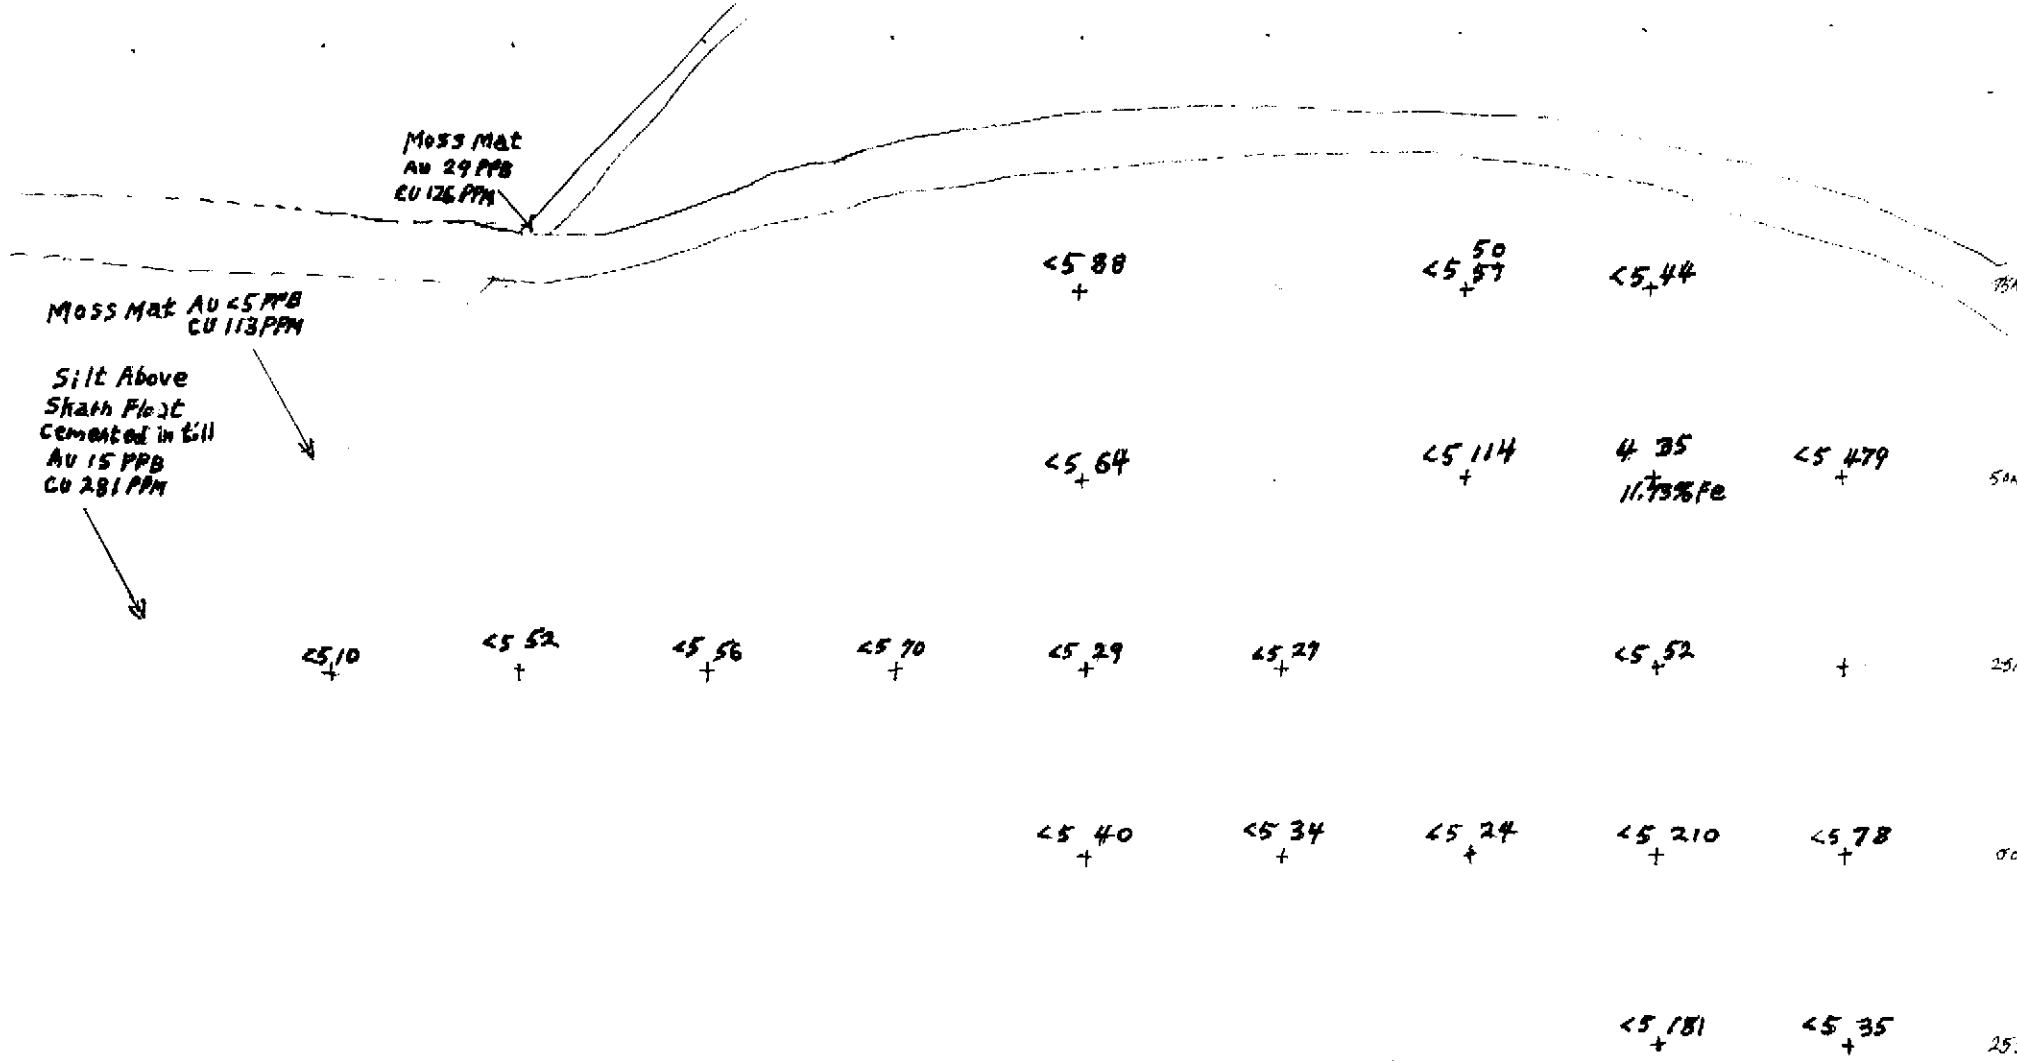 Moss Mat
Au 29 PPB
CU 126 PPM
<5 88
50
<5 57
<5 44
Moss Mat Au <5 PPB
CU 113 PPM
Silt Above
Skarn Float
Cemented in till
Au 15 PPB
CU 281 PPM
<5 64
<5 114
4 35
<5 479
11.73% Fe
<5 10
<5 52
<5 56
<5 70
<5 29
<5 27
<5 52
<5 40
<5 34
<5 24
<5 210
<5 78
<5 181
<5 35